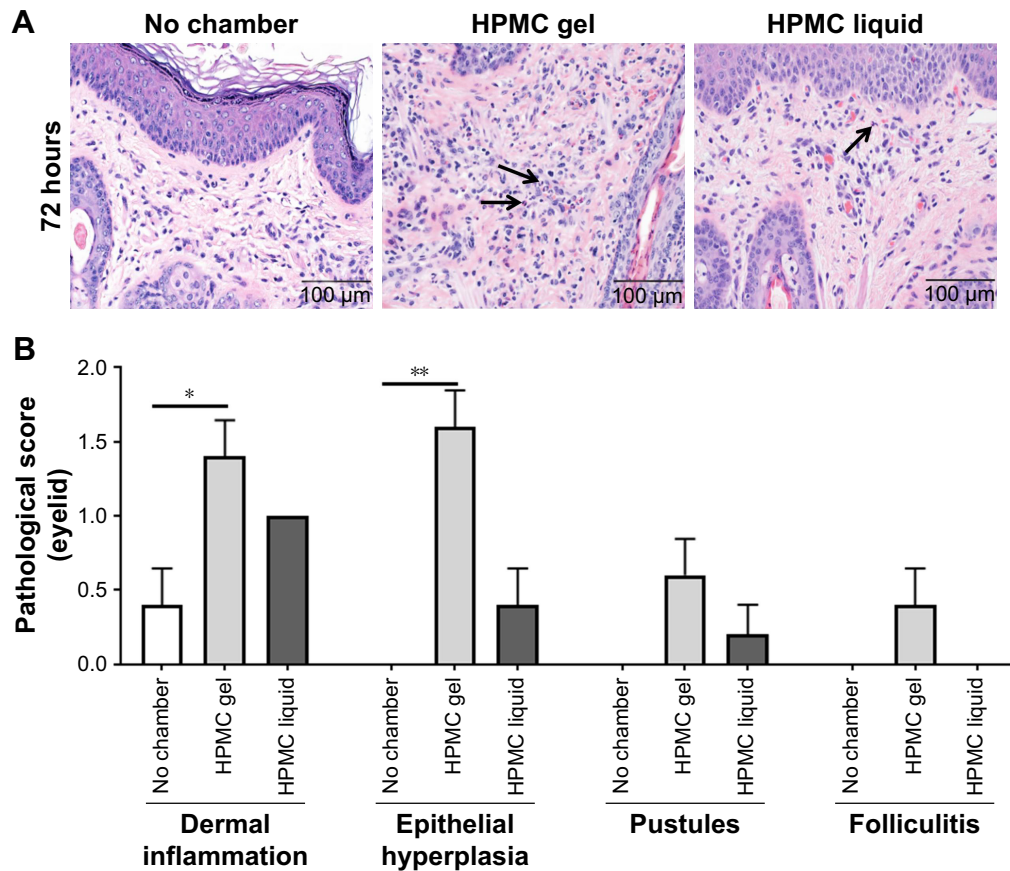 A
No chamber
HPMC gel
HPMC liquid
72 hours
100 µm
100 µm
100 µm
B
Pathological score
(eyelid)
2.0
1.5
1.0
0.5
0.0
*
**
No chamber
HPMC gel
HPMC liquid
No chamber
HPMC gel
HPMC liquid
No chamber
HPMC gel
HPMC liquid
No chamber
HPMC gel
HPMC liquid
Dermal
inflammation
Epithelial
hyperplasia
Pustules
Folliculitis